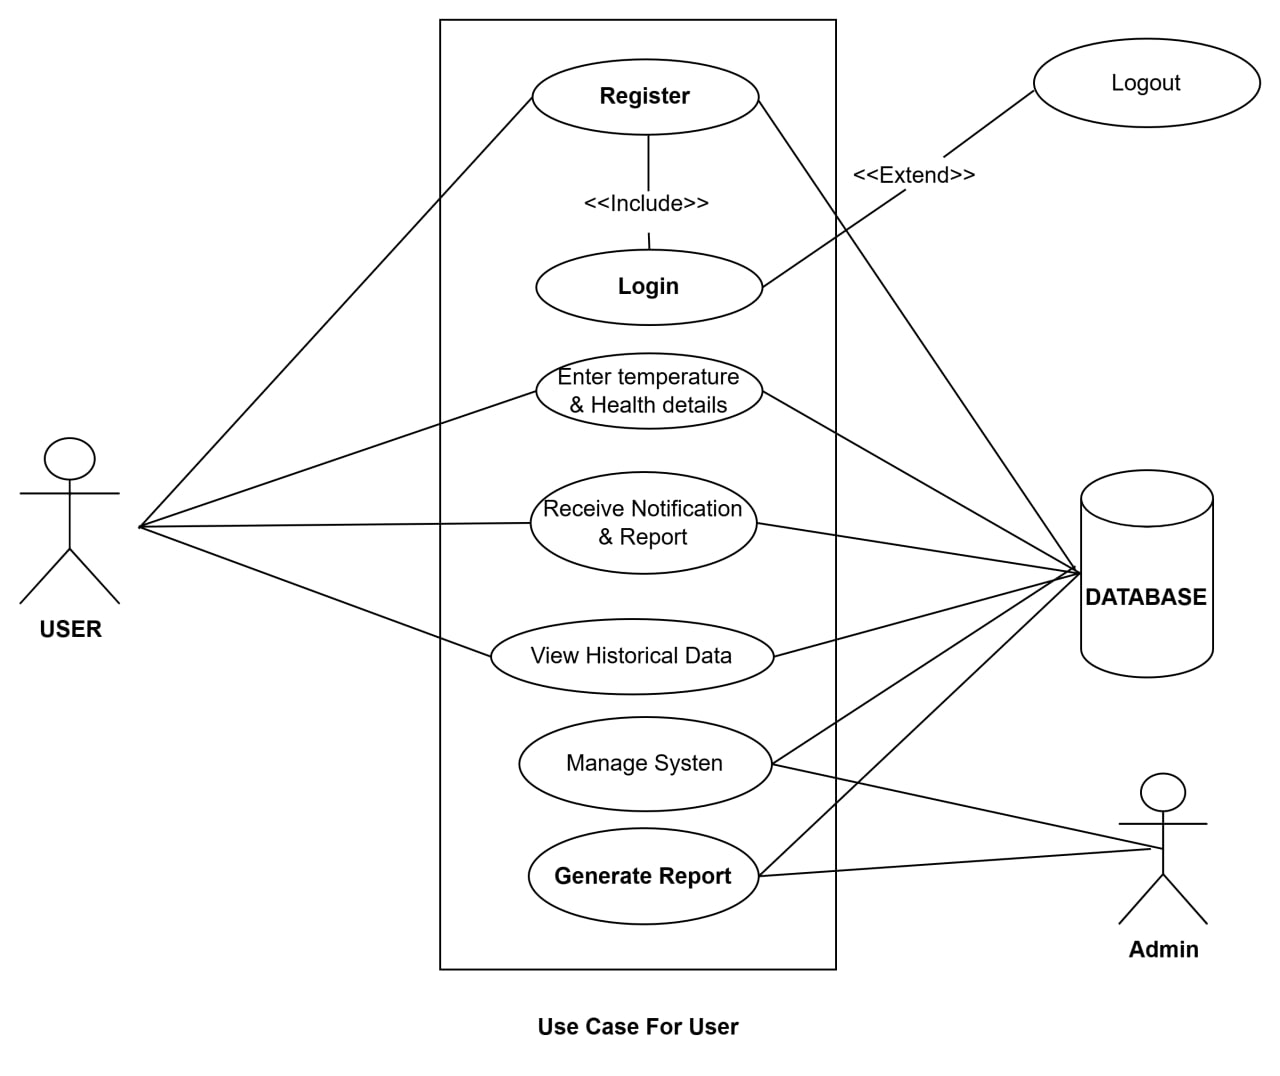 Register
Logout
<<Extend>>
<<Include>>
Login
Enter temperature
& Health details
Receive Notification
& Report
DATABASE
USER
View Historical Data
Manage Systen
Generate Report
Admin
Use Case For User